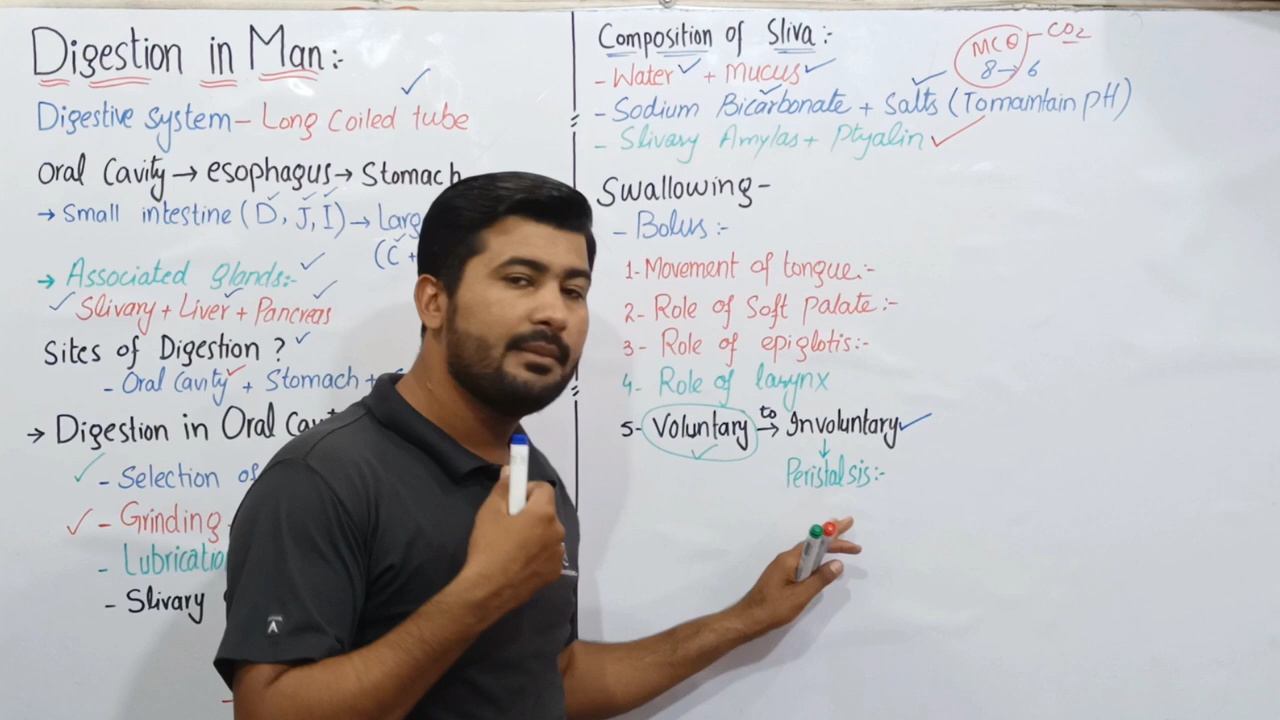 Digestion in Man:-
Digestive system - Long Coiled tube
Oral Cavity → esophagus → Stomach
→ Small intestine (D, J, I) → Larg
(C +
→ Associated glands:-
Slivary + Liver + Pancreas
Sites of Digestion ?
- Oral Cavity + Stomach +
→ Digestion in Oral Cav
- Selection of
- Grinding
- Lubricatio
- Slivary
Composition of Sliva:-
MCQ - CO2
8 → 6
- Water + Mucus
- Sodium Bicarbonate + Salts (To maintain pH)
- Slivary Amylas + Ptyalin
Swallowing -
- Bolus :-
1- Movement of tongue:-
2- Role of Soft palate:-
3- Role of epiglotis:-
4- Role of larynx
5- Voluntary to → Involuntary
↓
Peristalsis:-